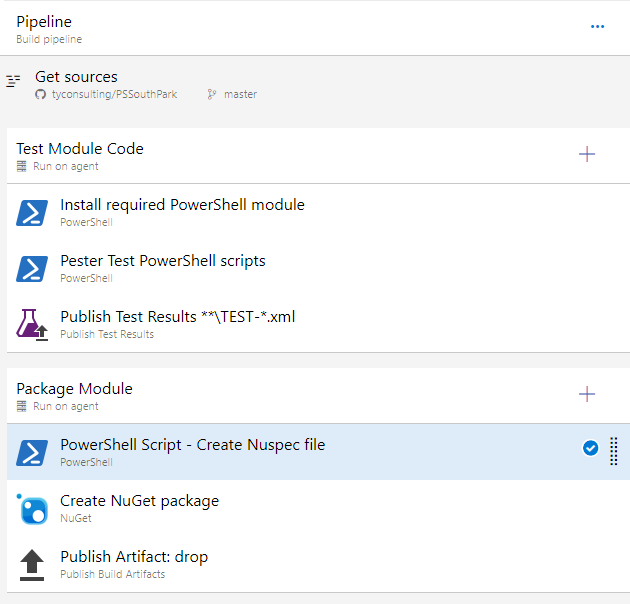 Pipeline
Build pipeline
Get sources
tyconsulting/PSSouthPark master
Test Module Code
Run on agent
Install required PowerShell module
PowerShell
Pester Test PowerShell scripts
PowerShell
Publish Test Results **\TEST-*.xml
Publish Test Results
Package Module
Run on agent
PowerShell Script - Create Nuspec file
PowerShell
Create NuGet package
NuGet
Publish Artifact: drop
Publish Build Artifacts